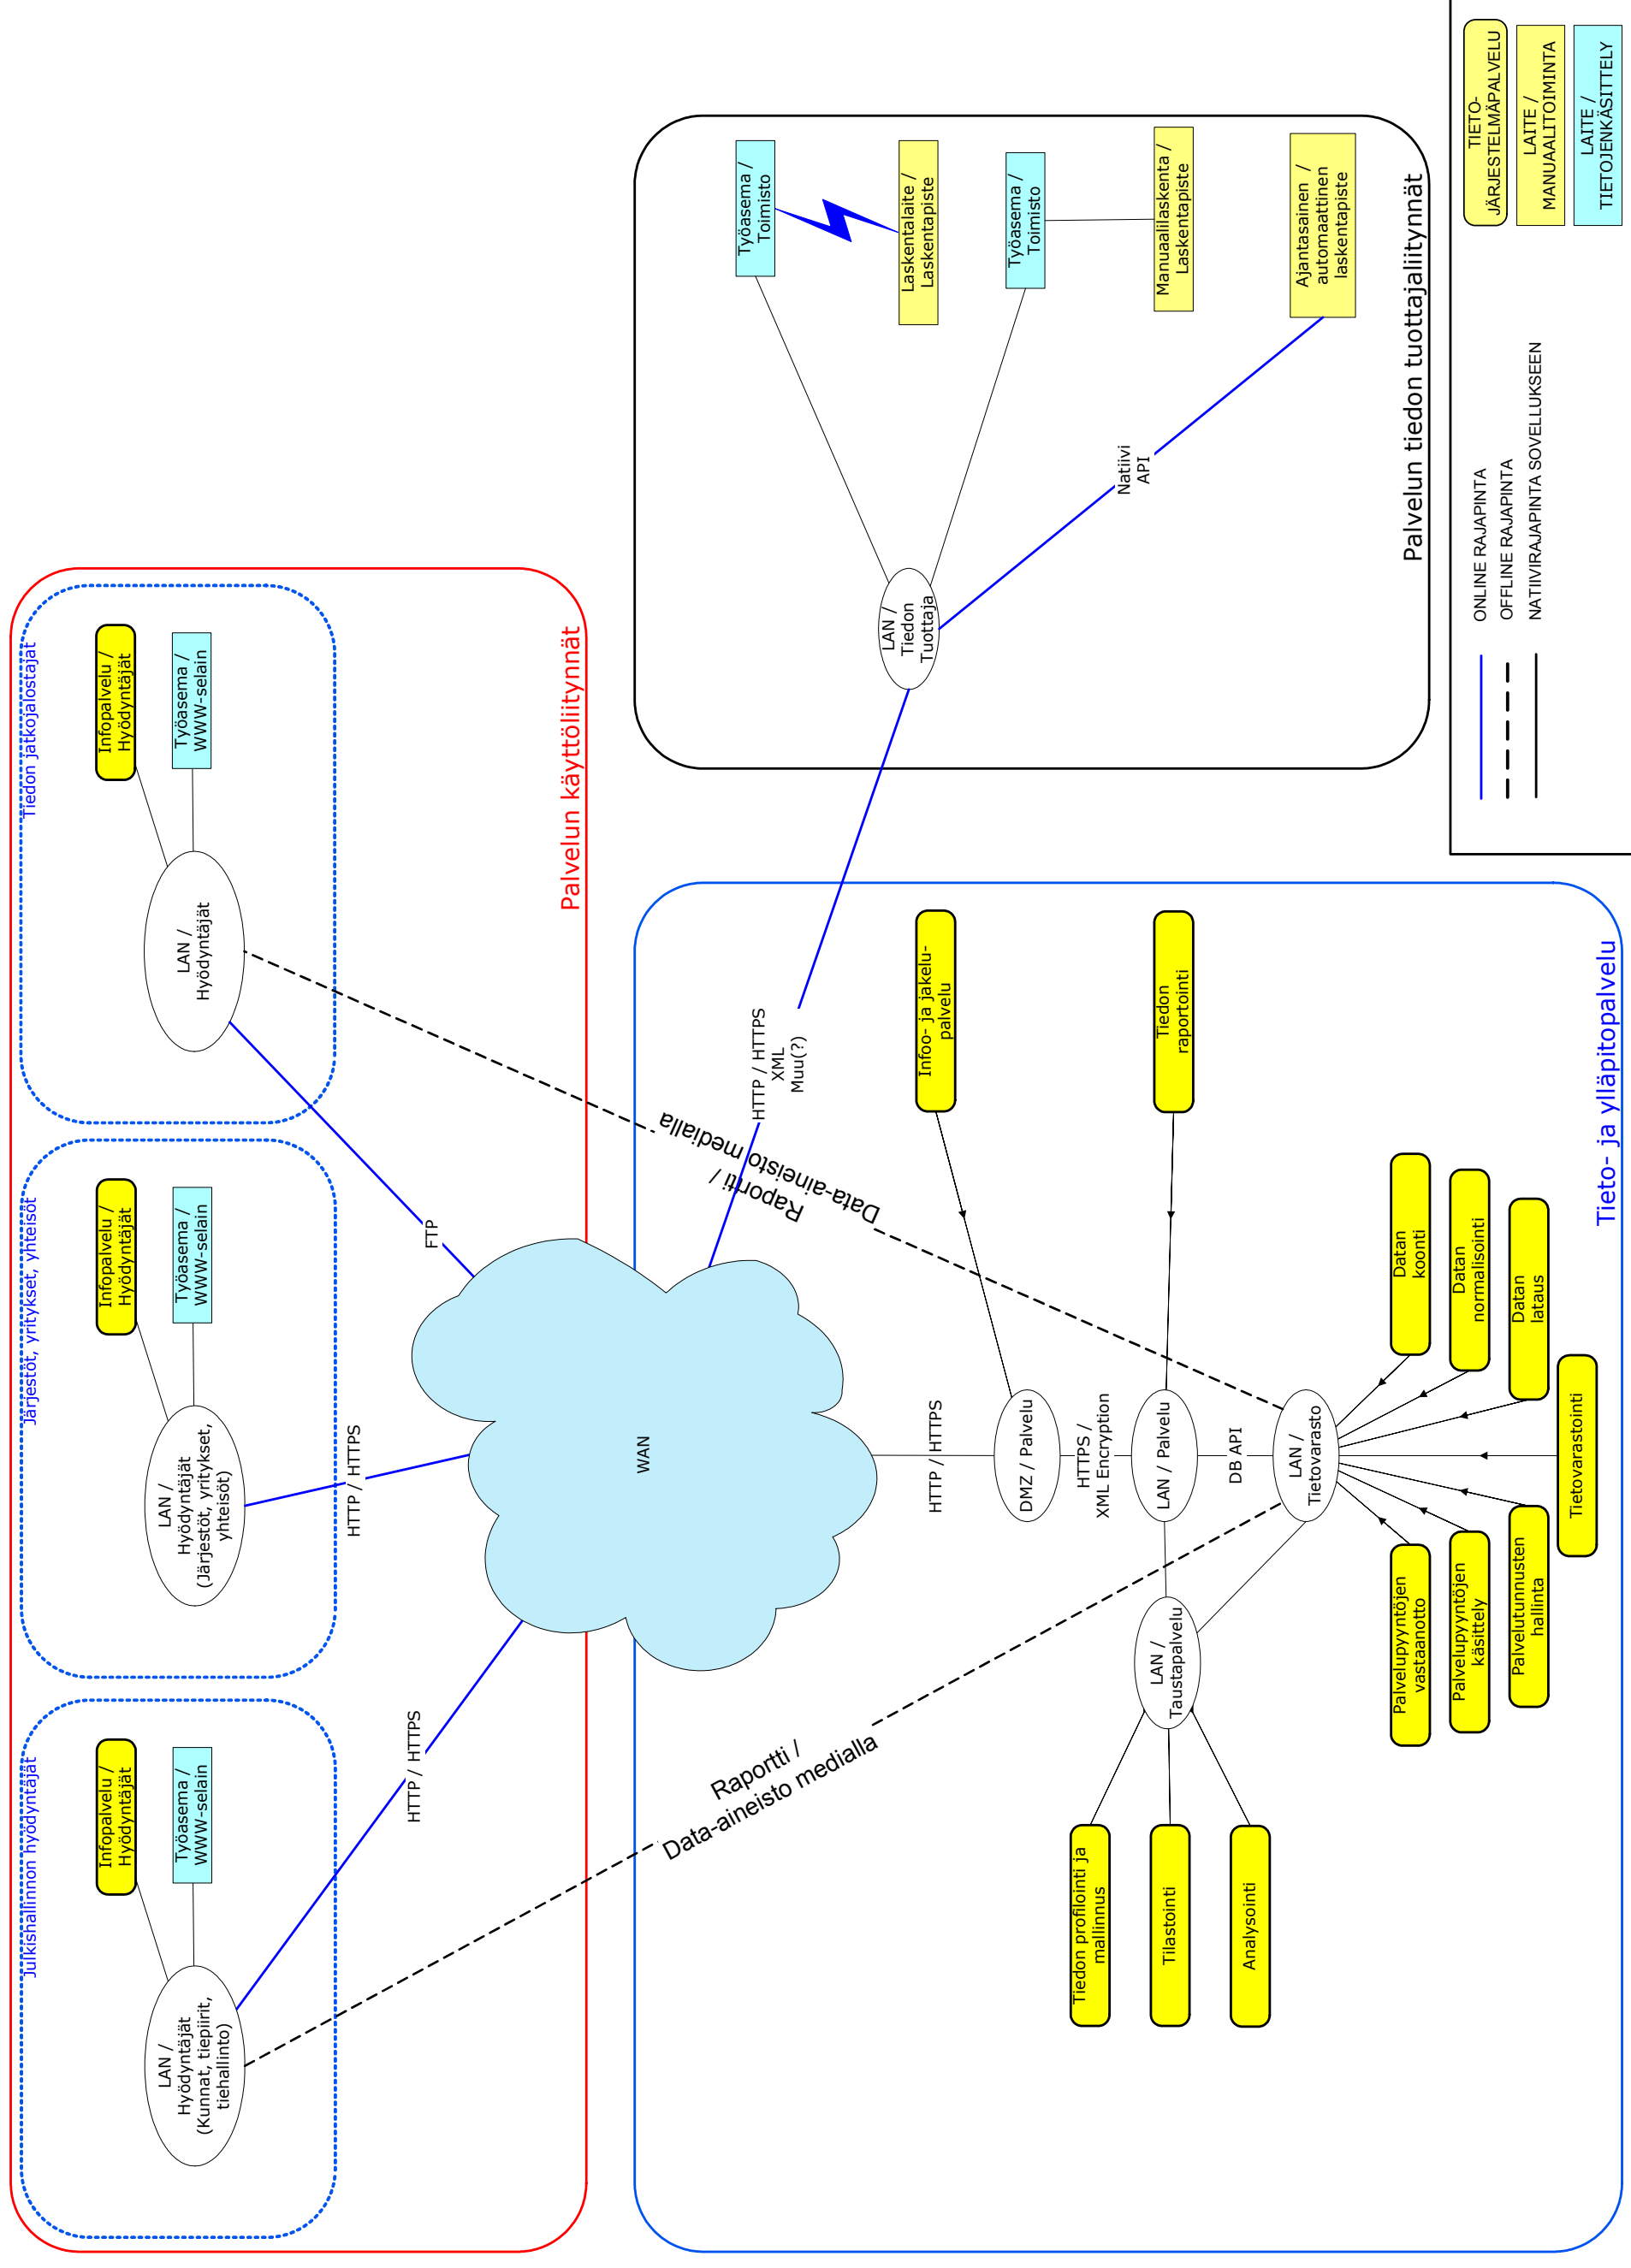 Julkishallinnon hyödyntäjät
Infopalvelu /
Hyödyntäjät
Työasema /
WWW-selain
LAN /
Hyödyntäjät
(Kunnat, tiepiirit,
tiehallinto)
Järjestöt, yritykset, yhteisöt
Infopalvelu /
Hyödyntäjät
Työasema /
WWW-selain
LAN /
Hyödyntäjät
(Järjestöt, yritykset,
yhteisöt)
Tiedon jatkojalostajat
Infopalvelu /
Hyödyntäjät
Työasema /
WWW-selain
LAN /
Hyödyntäjät
HTTP / HTTPS
HTTP / HTTPS
FTP
Palvelun käyttöliitynnät
WAN
Raportti /
Data-aineisto medialla
Raportti /
Data-aineisto medialla
HTTP / HTTPS
XML
Muu(?)
HTTP / HTTPS
Infoo- ja jakelu-
palvelu
DMZ / Palvelu
HTTPS /
XML Encryption
Tiedon
raportointi
LAN / Palvelu
DB API
LAN /
Taustapalvelu
Tiedon profilointi ja
mallinnus
Tilastointi
Analysointi
LAN /
Tietovarasto
Palvelupyyntöjen
vastaanotto
Palvelupyyntöjen
käsittely
Palvelutunnusten
hallinta
Tietovarastointi
Datan
koonti
Datan
normalisointi
Datan
lataus
Tieto- ja ylläpitopalvelu
Työasema /
Toimisto
Laskentalaite /
Laskentapiste
Työasema /
Toimisto
LAN /
Tiedon
Tuottaja
Natiivi
API
Manuaalilaskenta /
Laskentapiste
Ajantasainen /
automaattinen
laskentapiste
Palvelun tiedon tuottajaliitynnät
ONLINE RAJAPINTA
OFFLINE RAJAPINTA
NATIIVIRAJAPINTA SOVELLUKSEEN
TIETO-
JÄRJESTELMÄPALVELU
LAITE /
MANUAALITOIMINTA
LAITE /
TIETOJENKÄSITTELY